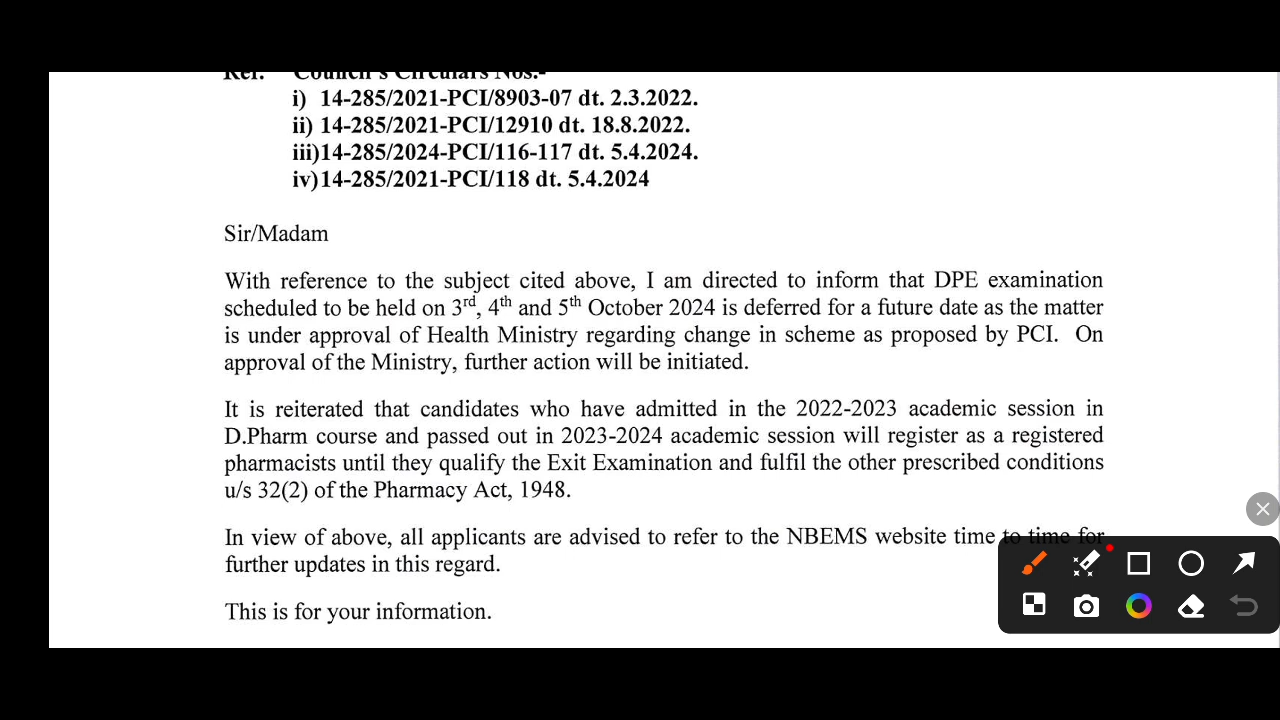 Ref: Council's Circulars Nos.-
i) 14-285/2021-PCI/8903-07 dt. 2.3.2022.
ii) 14-285/2021-PCI/12910 dt. 18.8.2022.
iii)14-285/2024-PCI/116-117 dt. 5.4.2024.
iv)14-285/2021-PCI/118 dt. 5.4.2024
Sir/Madam
With reference to the subject cited above, I am directed to inform that DPE examination
scheduled to be held on 3rd, 4th and 5th October 2024 is deferred for a future date as the matter
is under approval of Health Ministry regarding change in scheme as proposed by PCI. On
approval of the Ministry, further action will be initiated.
It is reiterated that candidates who have admitted in the 2022-2023 academic session in
D.Pharm course and passed out in 2023-2024 academic session will register as a registered
pharmacists until they qualify the Exit Examination and fulfil the other prescribed conditions
u/s 32(2) of the Pharmacy Act, 1948.
In view of above, all applicants are advised to refer to the NBEMS website time to time for
further updates in this regard.
This is for your information.